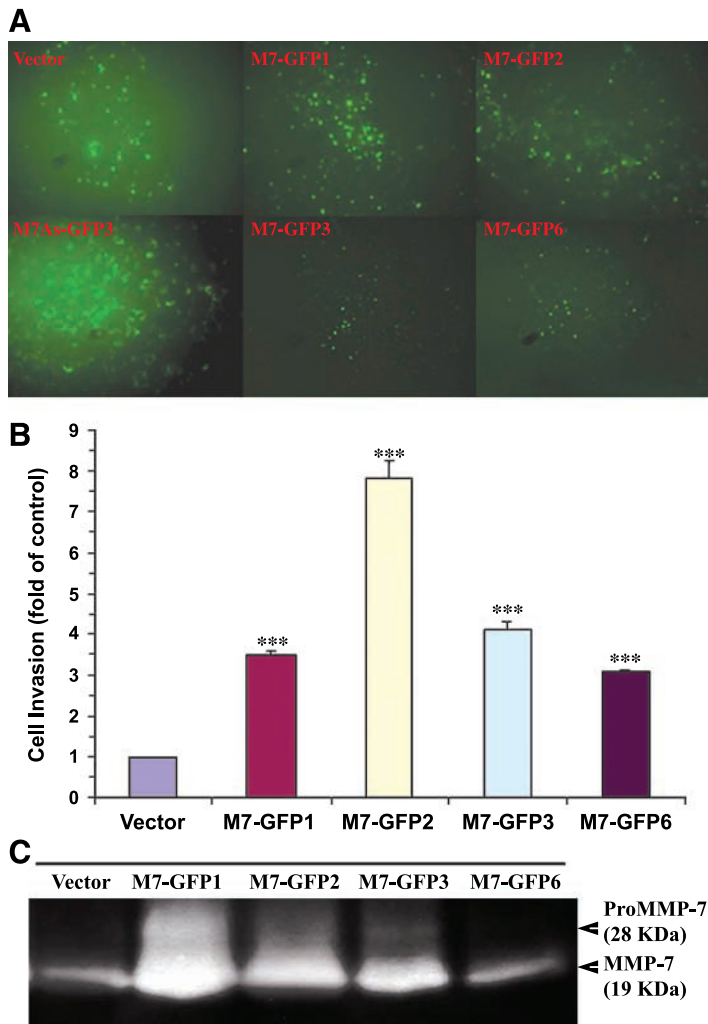 A
Vector M7-GFP1 M7-GFP2
M7As-GFP3 M7-GFP3 M7-GFP6
B
Cell Invasion (fold of control)
9
8
7
6
5
4
3
2
1
0
***
***
***
***
Vector M7-GFP1 M7-GFP2 M7-GFP3 M7-GFP6
C
Vector M7-GFP1 M7-GFP2 M7-GFP3 M7-GFP6
ProMMP-7
(28 KDa)
MMP-7
(19 KDa)